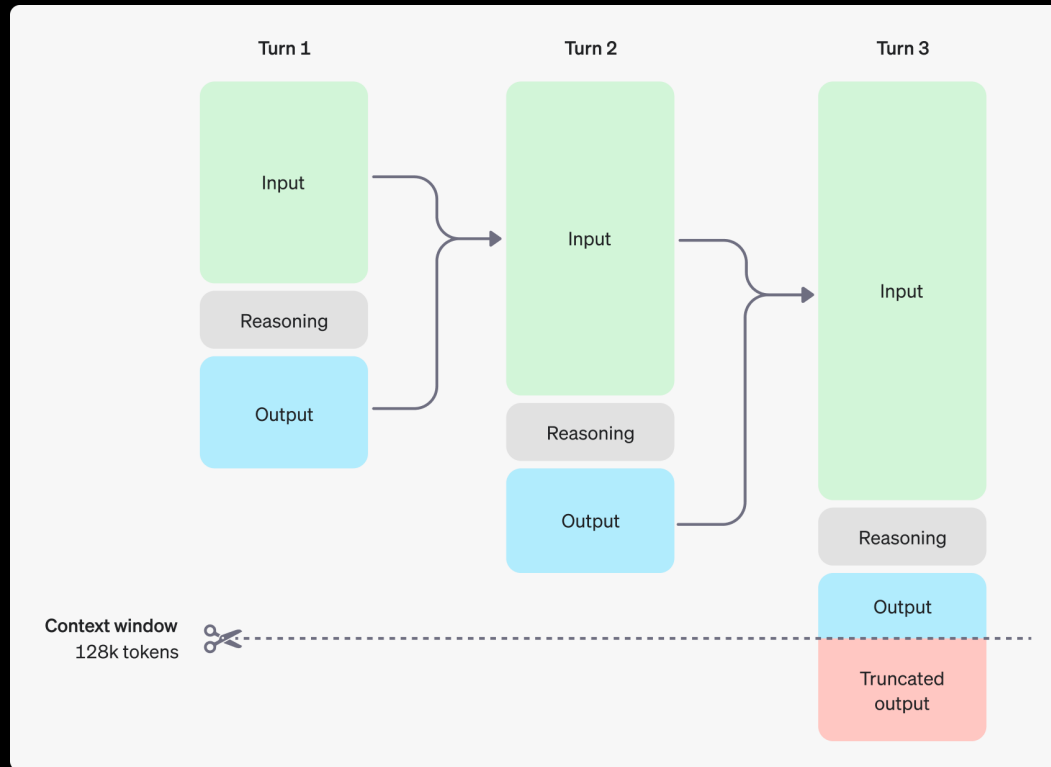 Turn 1
Turn 2
Turn 3
Input
Reasoning
Output
Input
Reasoning
Output
Input
Reasoning
Output
Context window
128k tokens
Truncated
output